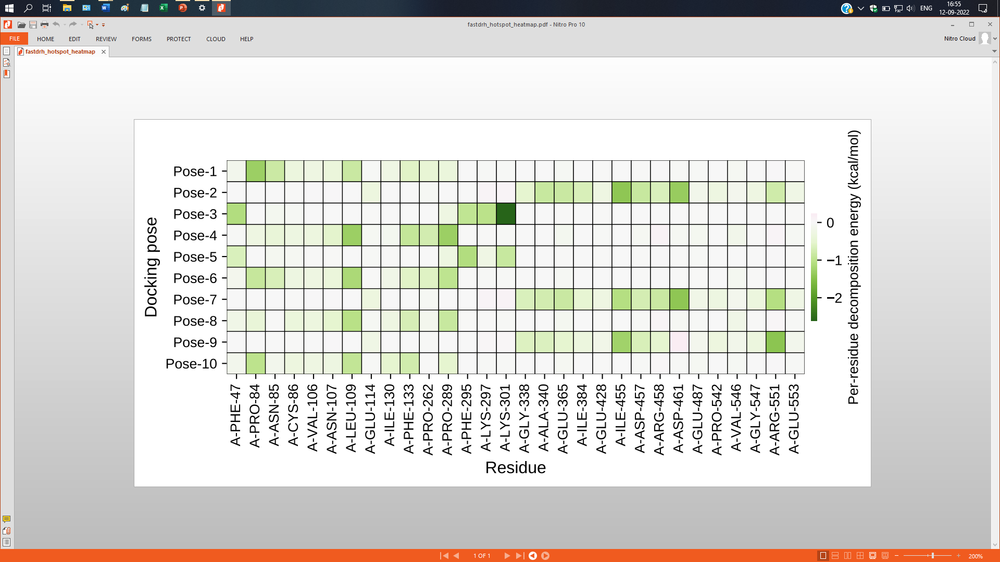 16:55
ENG
12-09-2022
fastdrh_hotspot_heatmap.pdf - Nitro Pro 10
FILE HOME EDIT REVIEW FORMS PROTECT CLOUD HELP
Nitro Cloud
fastdrh_hotspot_heatmap
Docking pose
Pose-1
Pose-2
Pose-3
Pose-4
Pose-5
Pose-6
Pose-7
Pose-8
Pose-9
Pose-10
A-PHE-47
A-PRO-84
A-ASN-85
A-CYS-86
A-VAL-106
A-ASN-107
A-LEU-109
A-GLU-114
A-ILE-130
A-PHE-133
A-PRO-262
A-PRO-289
A-PHE-295
A-LYS-297
A-LYS-301
A-GLY-338
A-ALA-340
A-GLU-365
A-ILE-384
A-GLU-428
A-ILE-455
A-ASP-457
A-ARG-458
A-ASP-461
A-GLU-487
A-PRO-542
A-VAL-546
A-GLY-547
A-ARG-551
A-GLU-553
Residue
0
−1
−2
Per-residue decomposition energy (kcal/mol)
1 OF 1
200%